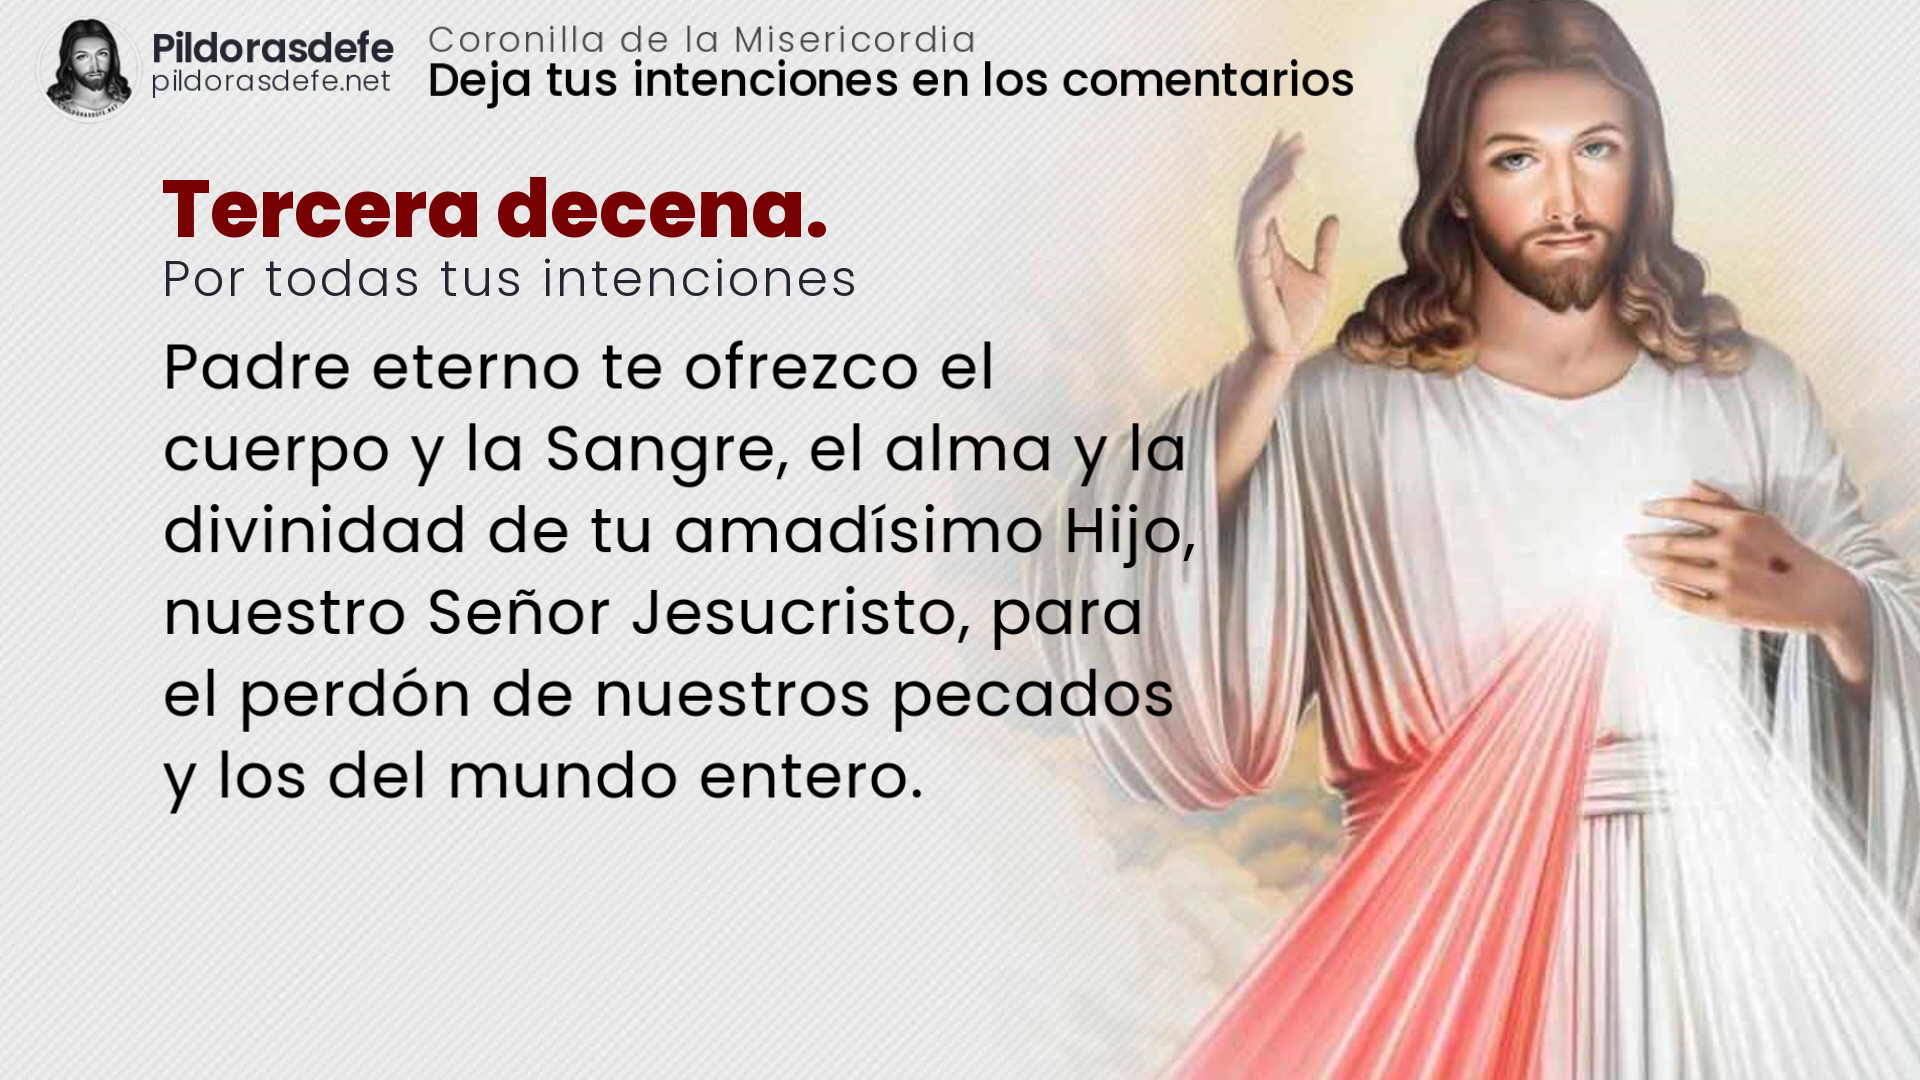 Pildorasdefe
pildorasdefe.net
Coronilla de la Misericordia
Deja tus intenciones en los comentarios
Tercera decena.
Por todas tus intenciones
Padre eterno te ofrezco el
cuerpo y la Sangre, el alma y la
divinidad de tu amadísimo Hijo,
nuestro Señor Jesucristo, para
el perdón de nuestros pecados
y los del mundo entero.